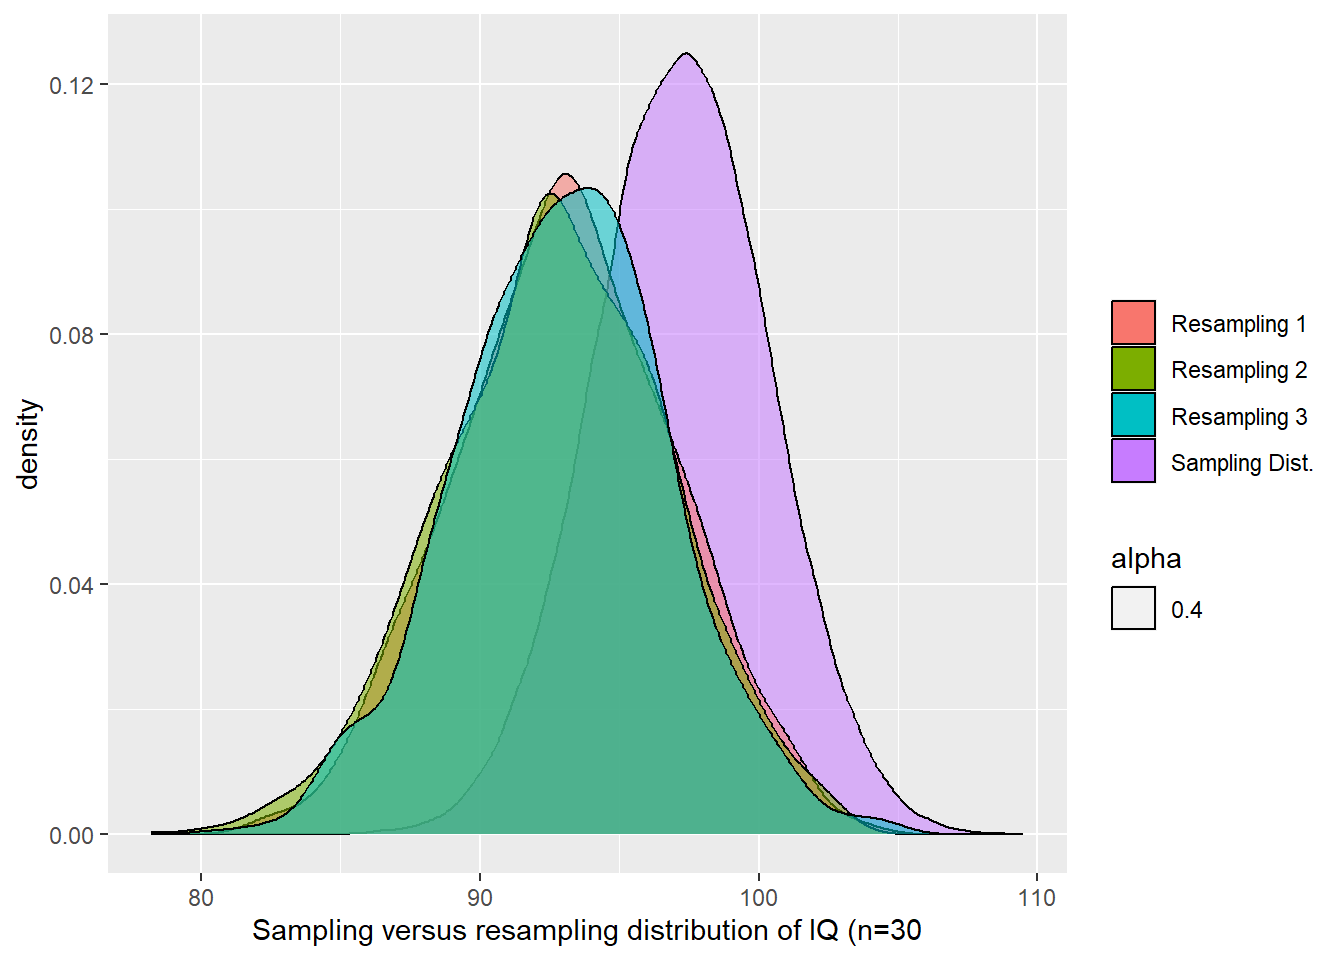 0.12
0.08
0.04
0.00
density
80
90
100
110
Sampling versus resampling distribution of IQ (n=30
Resampling 1
Resampling 2
Resampling 3
Sampling Dist.
alpha
0.4